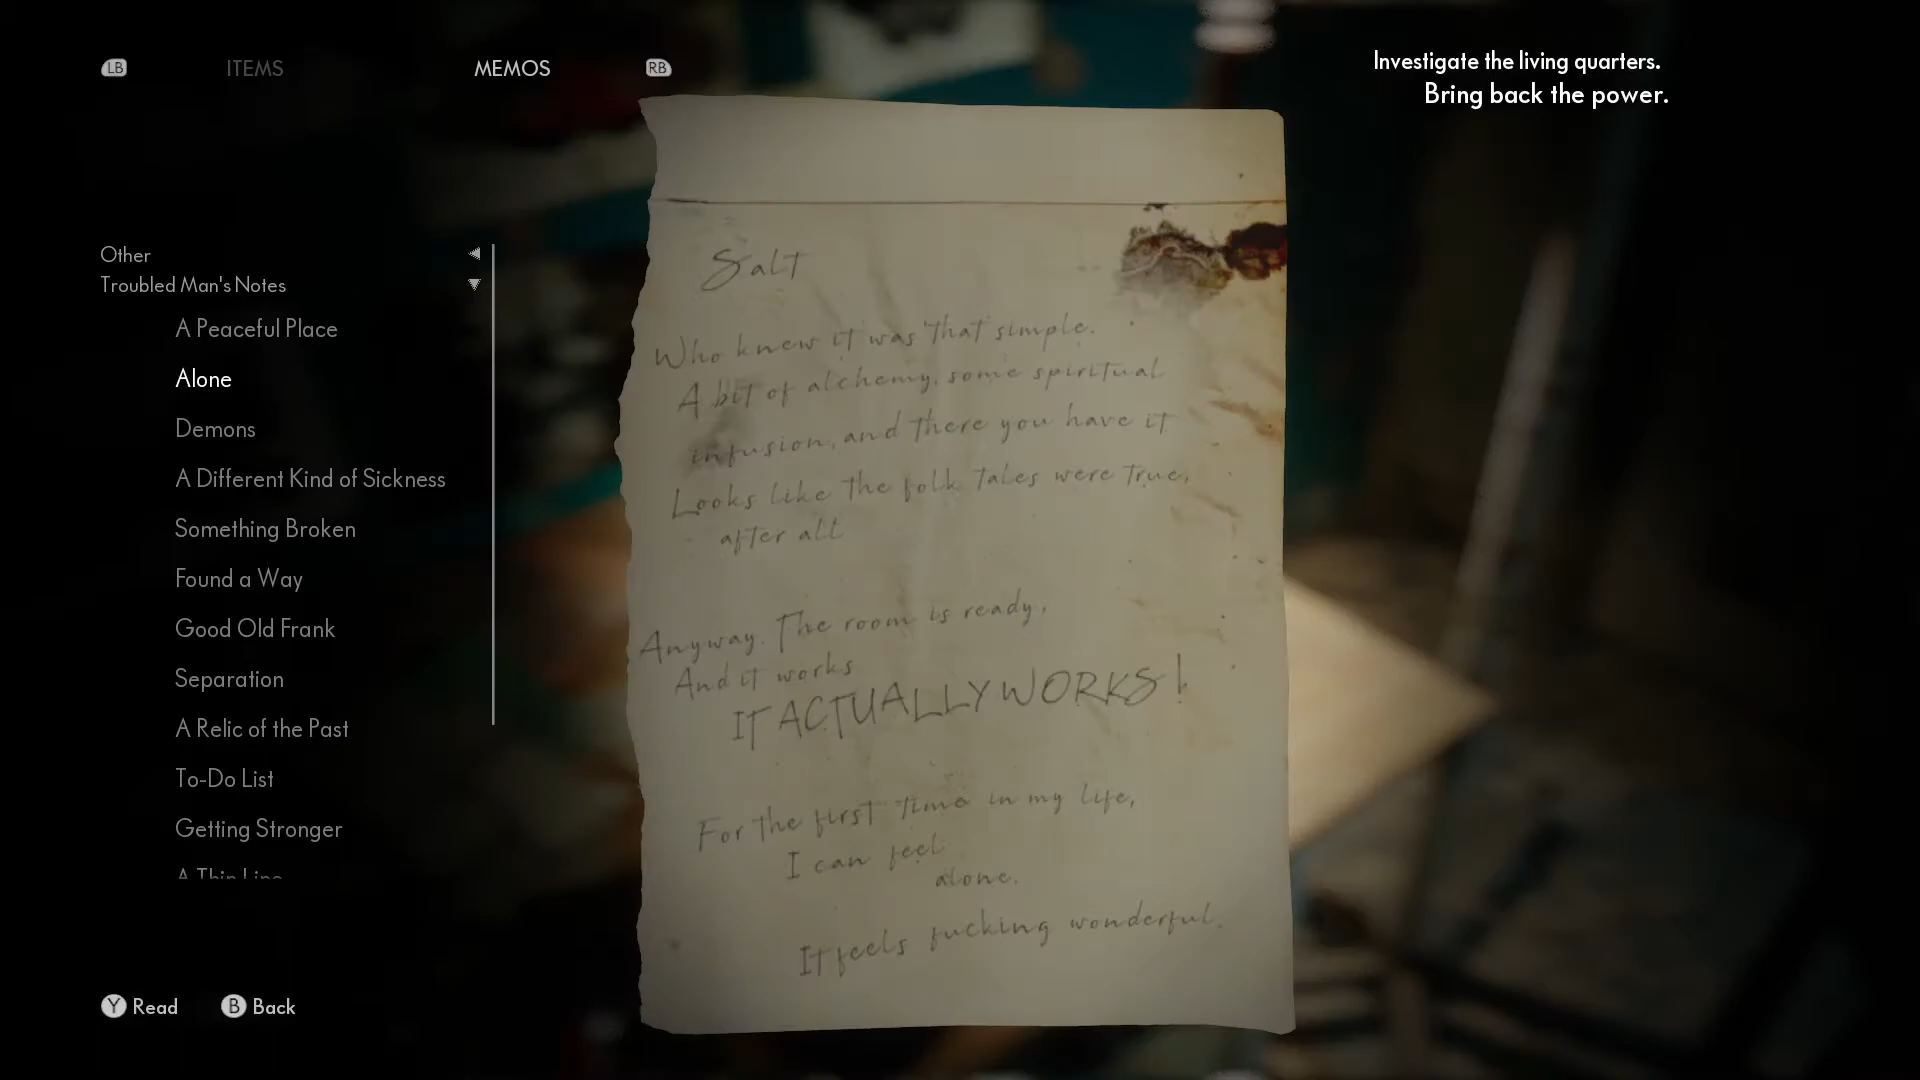 LB
ITEMS
MEMOS
RB
Investigate the living quarters.
Bring back the power.
Other
Troubled Man's Notes
A Peaceful Place
Alone
Demons
A Different Kind of Sickness
Something Broken
Found a Way
Good Old Frank
Separation
A Relic of the Past
To-Do List
Getting Stronger
A Thin Line
Y Read
B Back
Salt
Who knew it was that simple.
A bit of alchemy, some spiritual
infusion, and there you have it
Looks like the folk tales were true,
after all
Anyway. The room is ready,
And it works
IT ACTUALLY WORKS!
For the first time in my life,
I can feel
alone.
It feels fucking wonderful.